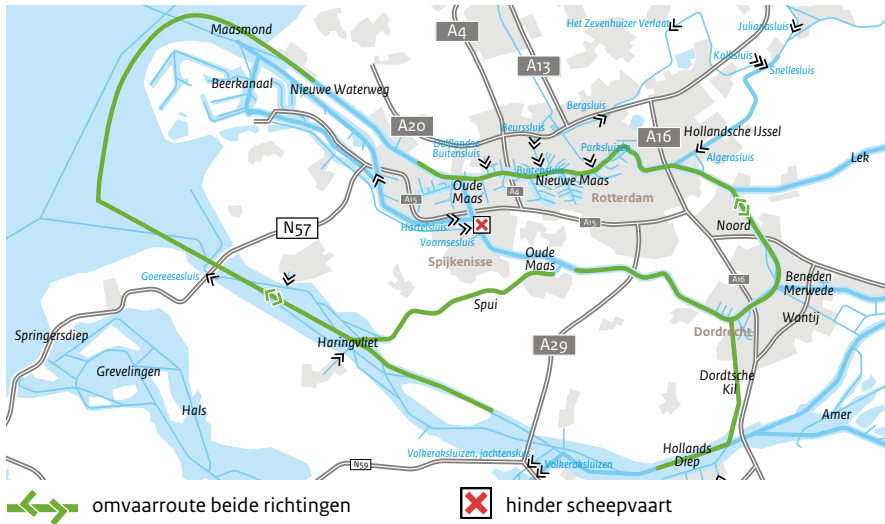 Maasmond
A4
Het Zevenhuizer Verlaat
Julianasluis
Kolksluis
A13
Snellesluis
Beerkanaal
Nieuwe Waterweg
Bergsluis
A20
Beurssluis
A16
Hollandsche IJssel
Delflandse
Buitensluis
Parksluizen
Algerasluis
Lek
Buitensluis
Oude
Maas
Nieuwe Maas
A15
A4
Rotterdam
Hartelsluis
A15
Noord
N57
Voornsesluis
Spijkenisse
Oude
Maas
Goereesesluis
A16
Beneden
Merwede
Spui
Wantij
Springersdiep
Haringvliet
A29
Dordrecht
Grevelingen
Dordtsche
Kil
Hals
Amer
Volkeraksluizen, jachtensluis
N59
Volkeraksluizen
Hollands
Diep
omvaarroute beide richtingen
hinder scheepvaart